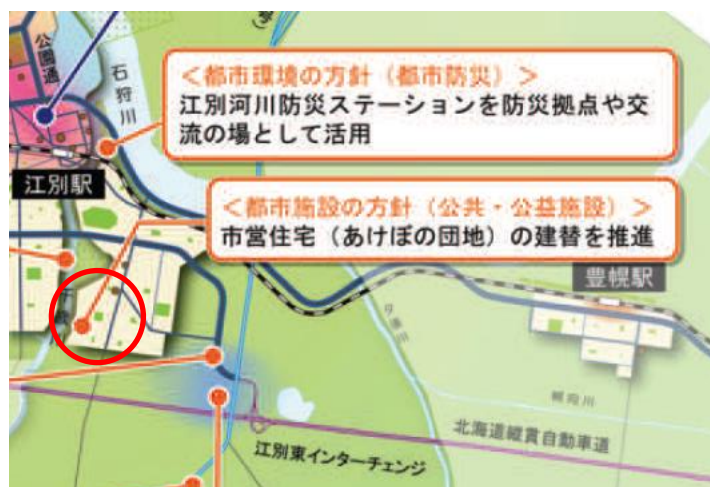 公園通
石狩川
＜都市環境の方針（都市防災）＞
江別河川防災ステーションを防災拠点や交
流の場として活用
江別駅
＜都市施設の方針（公共・公益施設）＞
市営住宅（あけぼの団地）の建替を推進
豊幌駅
北海道縦貫自動車道
江別東インターチェンジ